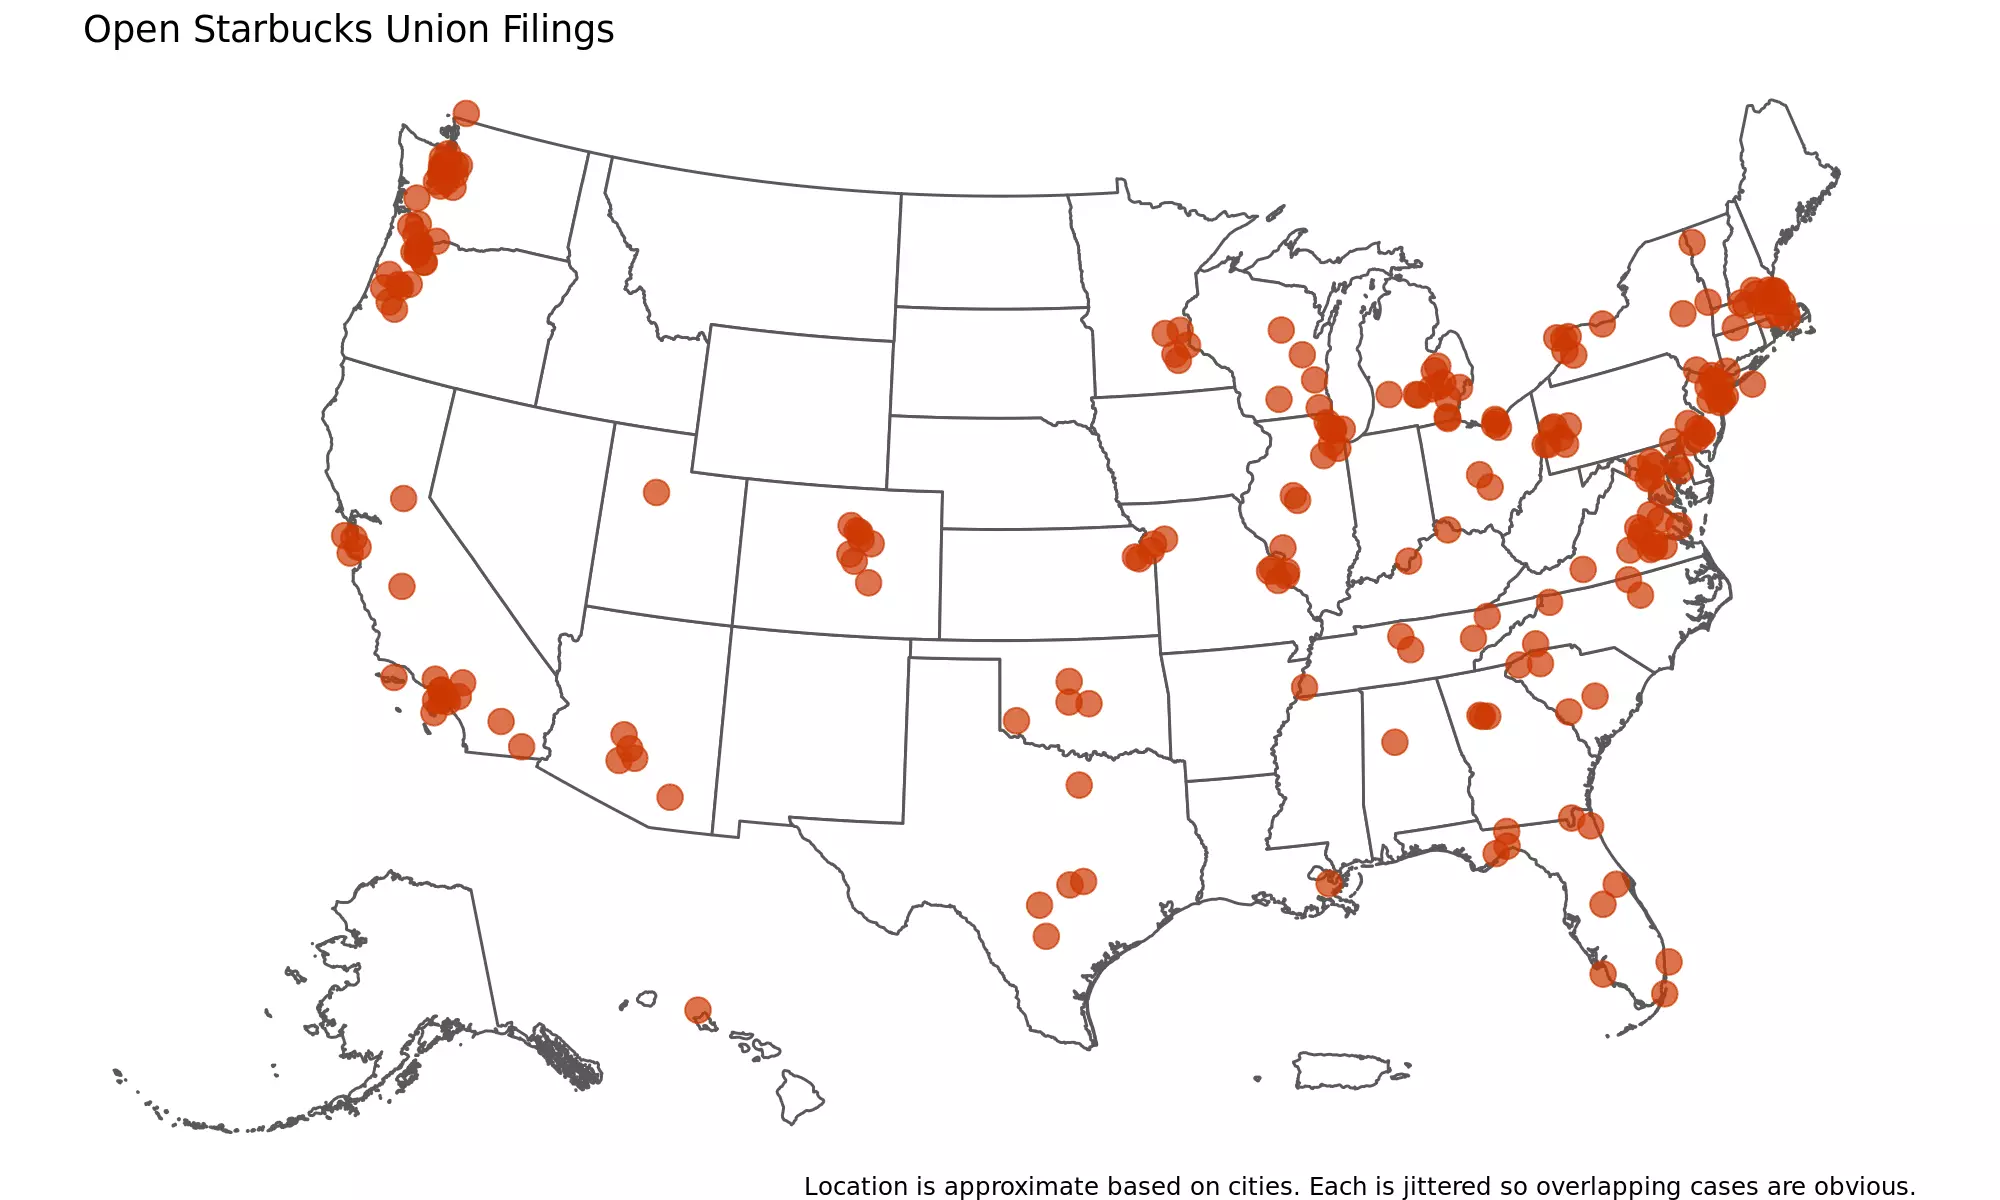 Open Starbucks Union Filings
Location is approximate based on cities. Each is jittered so overlapping cases are obvious.